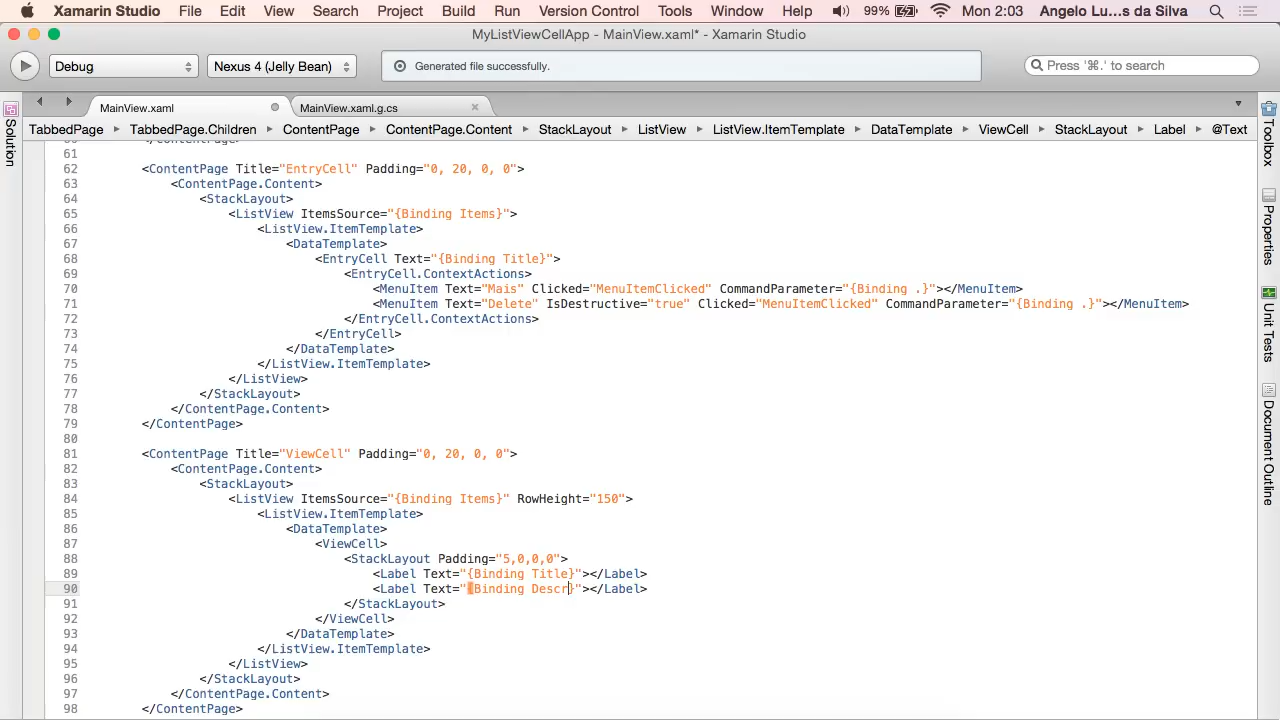 Xamarin Studio File Edit View Search Project Build Run Version Control Tools Window Help 99% Mon 2:03 Angelo Lu...s da Silva
MyListViewCellApp - MainView.xaml* - Xamarin Studio
Debug Nexus 4 (Jelly Bean) Generated file successfully. Press '⌘.' to search
MainView.xaml MainView.xaml.g.cs
TabbedPage TabbedPage.Children ContentPage ContentPage.Content StackLayout ListView ListView.ItemTemplate DataTemplate ViewCell StackLayout Label @Text
Solution
Toolbox
Properties
Unit Tests
Document Outline
61
62 <ContentPage Title="EntryCell" Padding="0, 20, 0, 0">
63 <ContentPage.Content>
64 <StackLayout>
65 <ListView ItemsSource="{Binding Items}">
66 <ListView.ItemTemplate>
67 <DataTemplate>
68 <EntryCell Text="{Binding Title}">
69 <EntryCell.ContextActions>
70 <MenuItem Text="Mais" Clicked="MenuItemClicked" CommandParameter="{Binding .}"></MenuItem>
71 <MenuItem Text="Delete" IsDestructive="true" Clicked="MenuItemClicked" CommandParameter="{Binding .}"></MenuItem>
72 </EntryCell.ContextActions>
73 </EntryCell>
74 </DataTemplate>
75 </ListView.ItemTemplate>
76 </ListView>
77 </StackLayout>
78 </ContentPage.Content>
79 </ContentPage>
80
81 <ContentPage Title="ViewCell" Padding="0, 20, 0, 0">
82 <ContentPage.Content>
83 <StackLayout>
84 <ListView ItemsSource="{Binding Items}" RowHeight="150">
85 <ListView.ItemTemplate>
86 <DataTemplate>
87 <ViewCell>
88 <StackLayout Padding="5,0,0,0">
89 <Label Text="{Binding Title}"></Label>
90 <Label Text="{Binding Descr}"></Label>
91 </StackLayout>
92 </ViewCell>
93 </DataTemplate>
94 </ListView.ItemTemplate>
95 </ListView>
96 </StackLayout>
97 </ContentPage.Content>
98 </ContentPage>